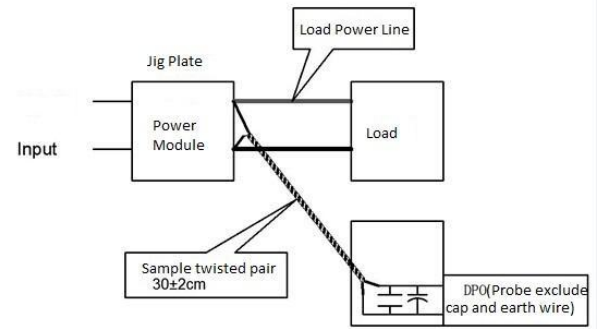 Load Power Line
Jig Plate
Power
Module
Load
Input
Sample twisted pair
30±2cm
DPO(Probe exclude
cap and earth wire)